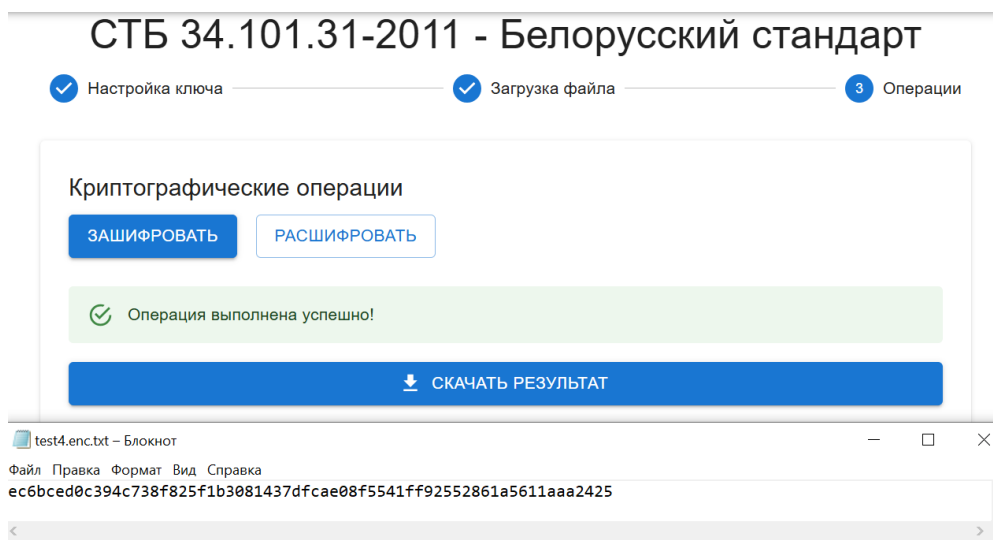 СТБ 34.101.31-2011 - Белорусский стандарт
Настройка ключа Загрузка файла 3 Операции
Криптографические операции
ЗАШИФРОВАТЬ РАСШИФРОВАТЬ
Операция выполнена успешно!
СКАЧАТЬ РЕЗУЛЬТАТ
test4.enc.txt – Блокнот
Файл Правка Формат Вид Справка
ec6bced0c394c738f825f1b3081437dfcae08f5541ff92552861a5611aaa2425